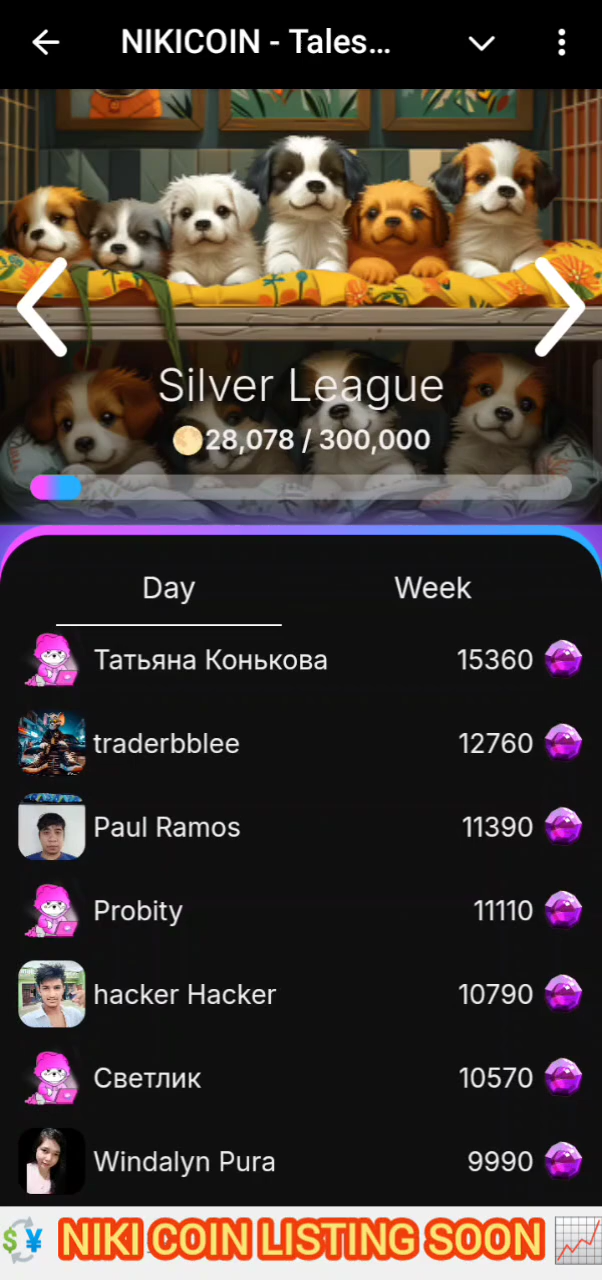 NIKICOIN - Tales...
Silver League
28,078 / 300,000
Day Week
Татьяна Конькова 15360
traderbblee 12760
Paul Ramos 11390
Probity 11110
hacker Hacker 10790
Светлик 10570
Windalyn Pura 9990
$ ¥ NIKI COIN LISTING SOON